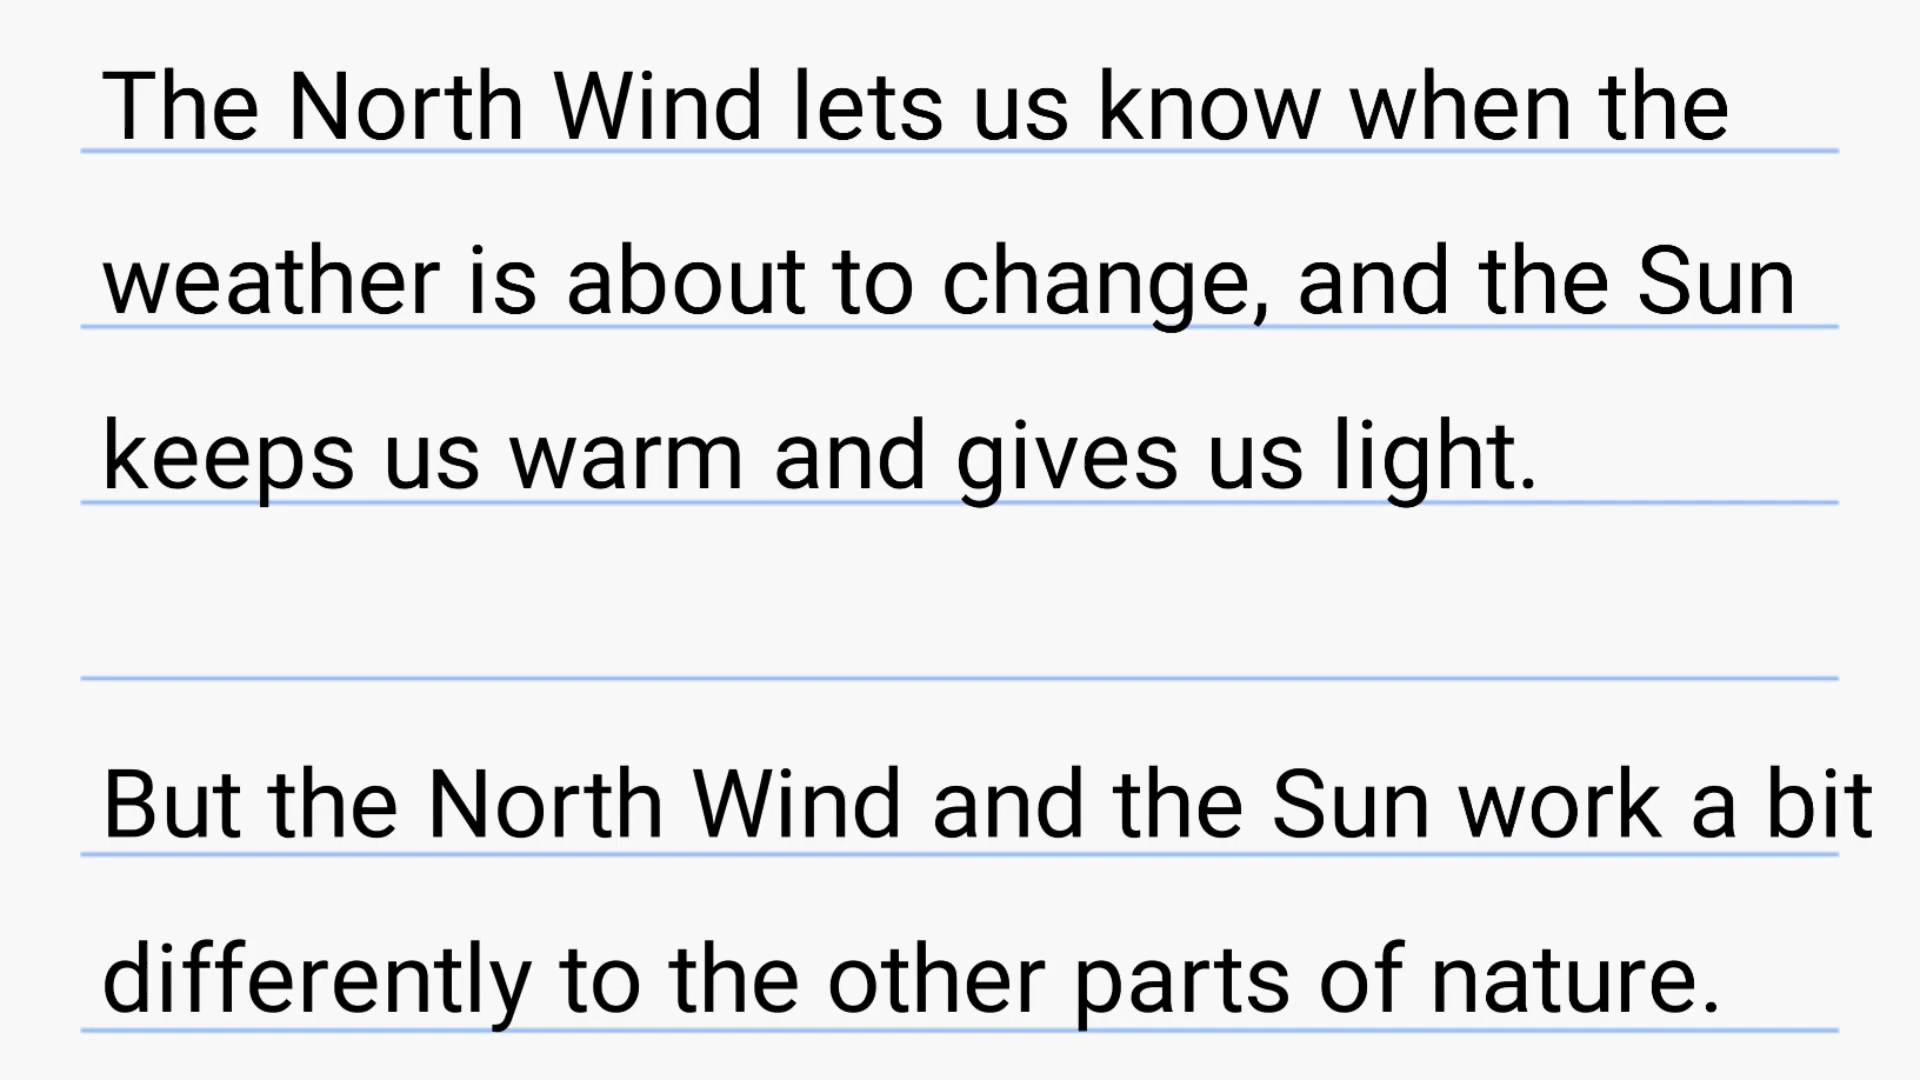 The North Wind lets us know when the
weather is about to change, and the Sun
keeps us warm and gives us light.
But the North Wind and the Sun work a bit
differently to the other parts of nature.